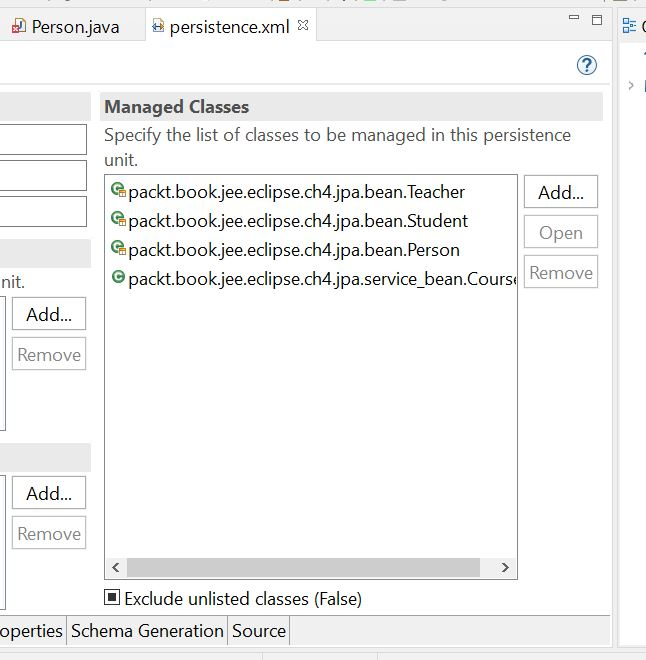 Person.java
persistence.xml
Managed Classes
Specify the list of classes to be managed in this persistence
unit.
packt.book.jee.eclipse.ch4.jpa.bean.Teacher
packt.book.jee.eclipse.ch4.jpa.bean.Student
packt.book.jee.eclipse.ch4.jpa.bean.Person
packt.book.jee.eclipse.ch4.jpa.service_bean.Course
Add...
Open
Remove
nit.
Add...
Remove
Add...
Remove
Exclude unlisted classes (False)
operties
Schema Generation
Source